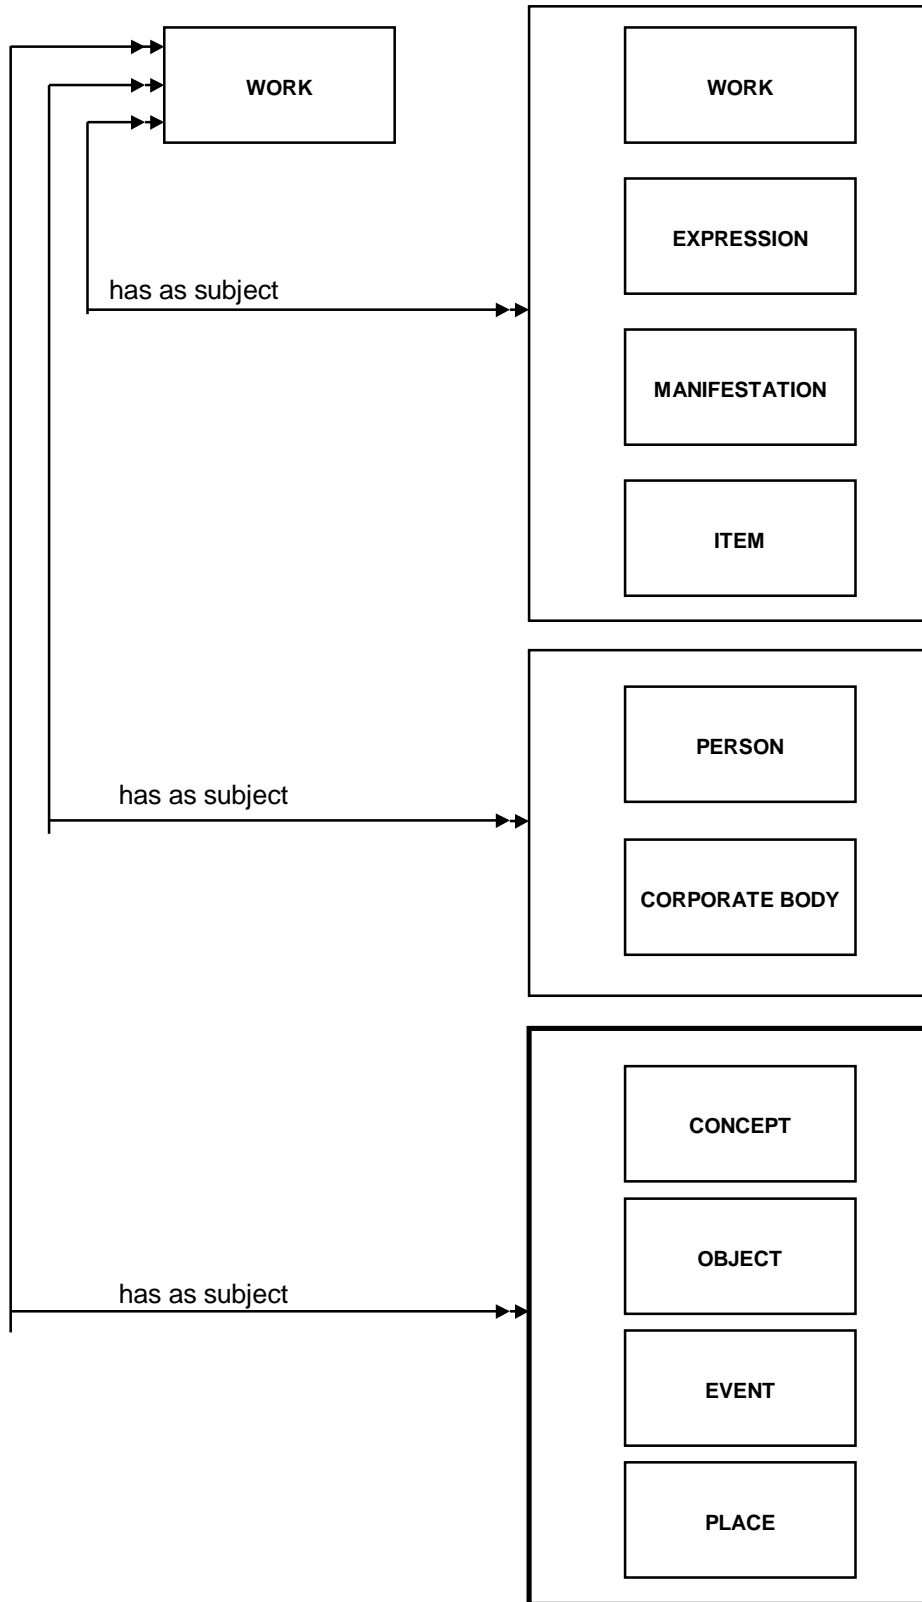 WORK
WORK
EXPRESSION
has as subject
MANIFESTATION
ITEM
PERSON
has as subject
CORPORATE BODY
CONCEPT
OBJECT
has as subject
EVENT
PLACE